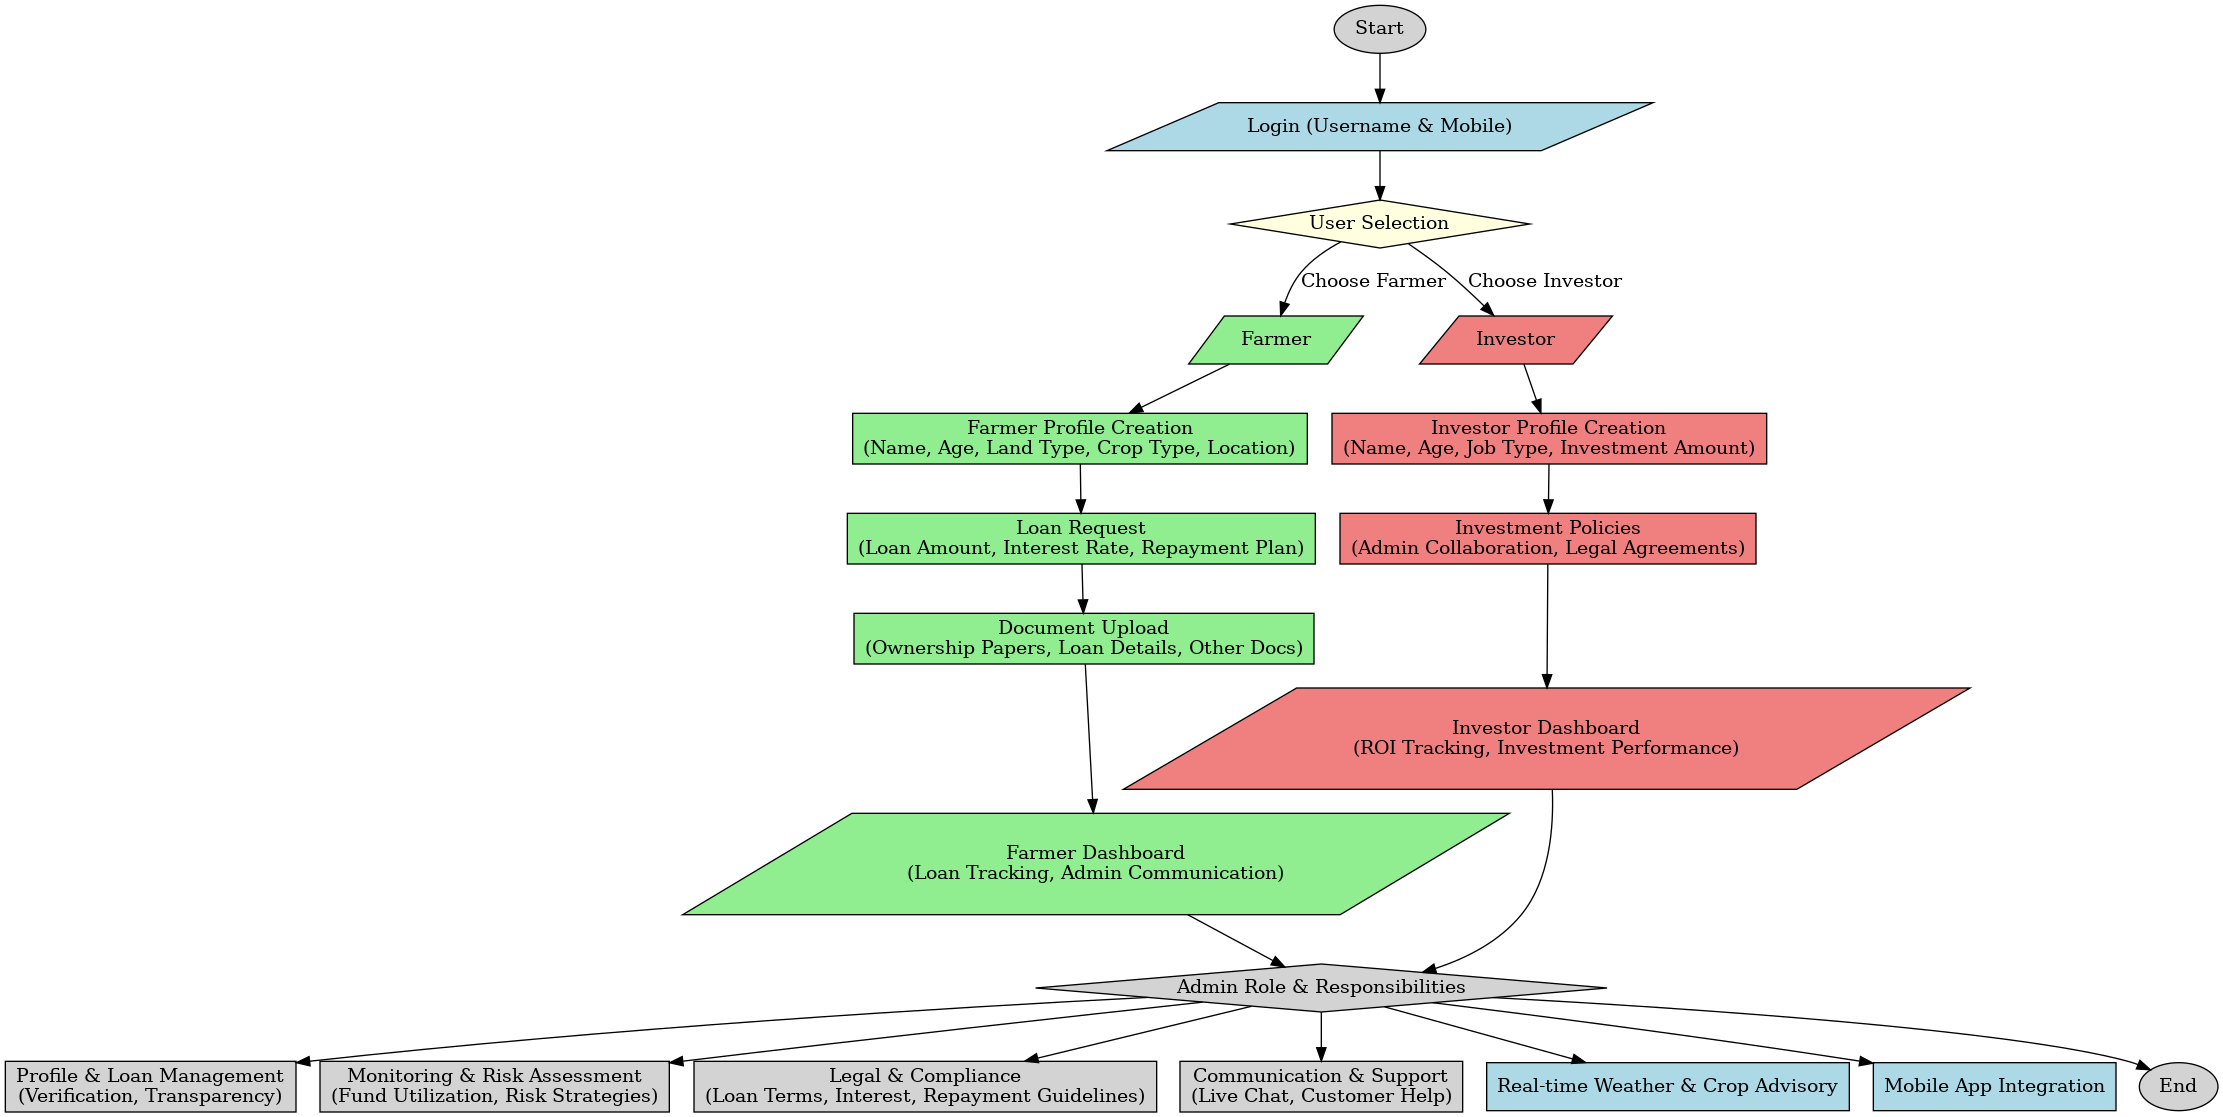 Start
Login (Username & Mobile)
User Selection
Choose Farmer
Choose Investor
Farmer
Investor
Farmer Profile Creation
(Name, Age, Land Type, Crop Type, Location)
Investor Profile Creation
(Name, Age, Job Type, Investment Amount)
Loan Request
(Loan Amount, Interest Rate, Repayment Plan)
Investment Policies
(Admin Collaboration, Legal Agreements)
Document Upload
(Ownership Papers, Loan Details, Other Docs)
Investor Dashboard
(ROI Tracking, Investment Performance)
Farmer Dashboard
(Loan Tracking, Admin Communication)
Admin Role & Responsibilities
Profile & Loan Management
(Verification, Transparency)
Monitoring & Risk Assessment
(Fund Utilization, Risk Strategies)
Legal & Compliance
(Loan Terms, Interest, Repayment Guidelines)
Communication & Support
(Live Chat, Customer Help)
Real-time Weather & Crop Advisory
Mobile App Integration
End